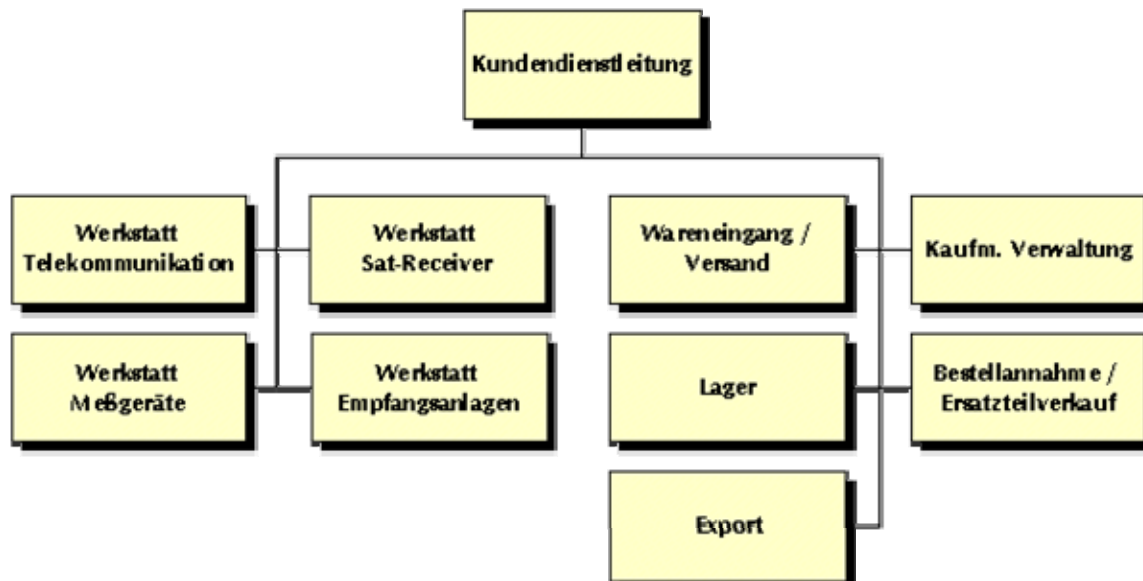 Kundendienstleitung
Werkstatt
Telekommunikation
Werkstatt
Sat-Receiver
Wareneingang /
Versand
Kaufm. Verwaltung
Werkstatt
Meßgeräte
Werkstatt
Empfangsanlagen
Lager
Bestellannahme /
Ersatzteilverkauf
Export